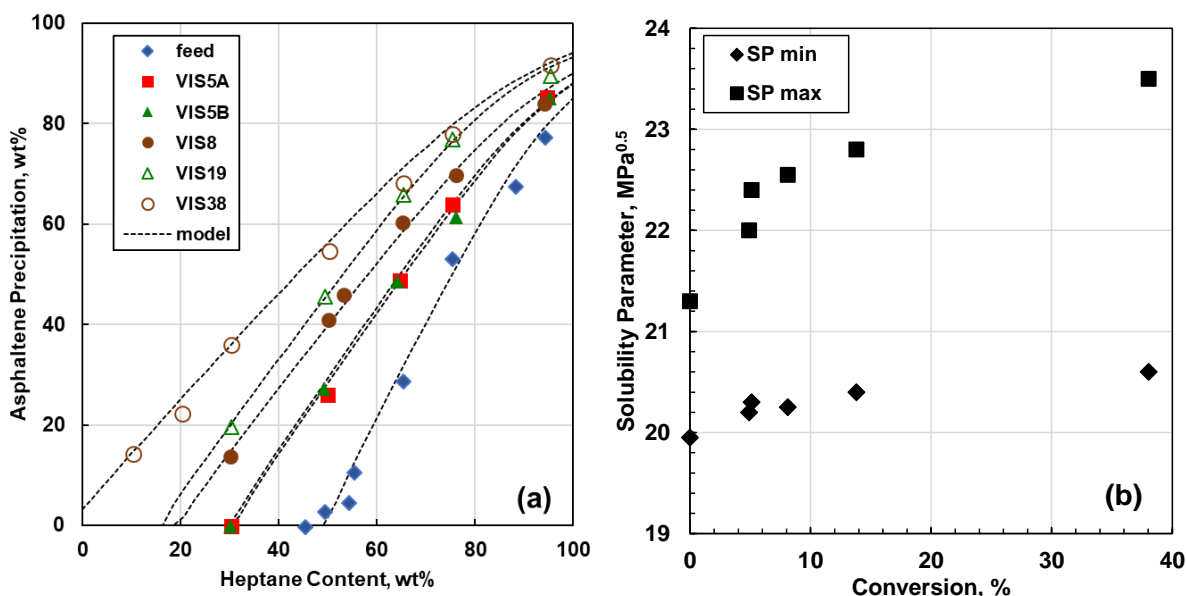 100
80
60
40
20
0
Asphaltene Precipitation, wt%
feed
VIS5A
VIS5B
VIS8
VIS19
VIS38
model
(a)
0 20 40 60 80 100
Heptane Content, wt%
24
23
22
21
20
19
Solubility Parameter, MPa0.5
SP min
SP max
(b)
0 10 20 30 40
Conversion, %